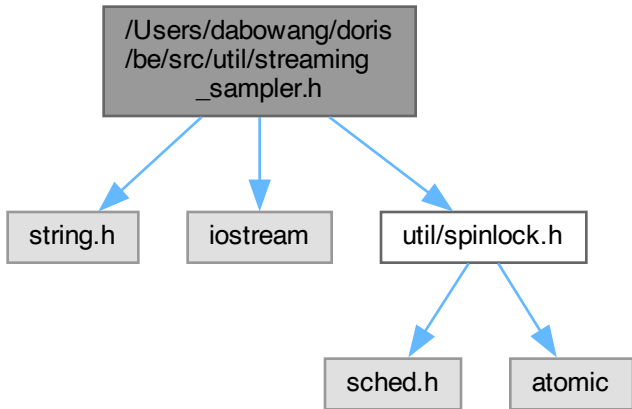 /Users/dabowang/doris
/be/src/util/streaming
_sampler.h
string.h
iostream
util/spinlock.h
sched.h
atomic